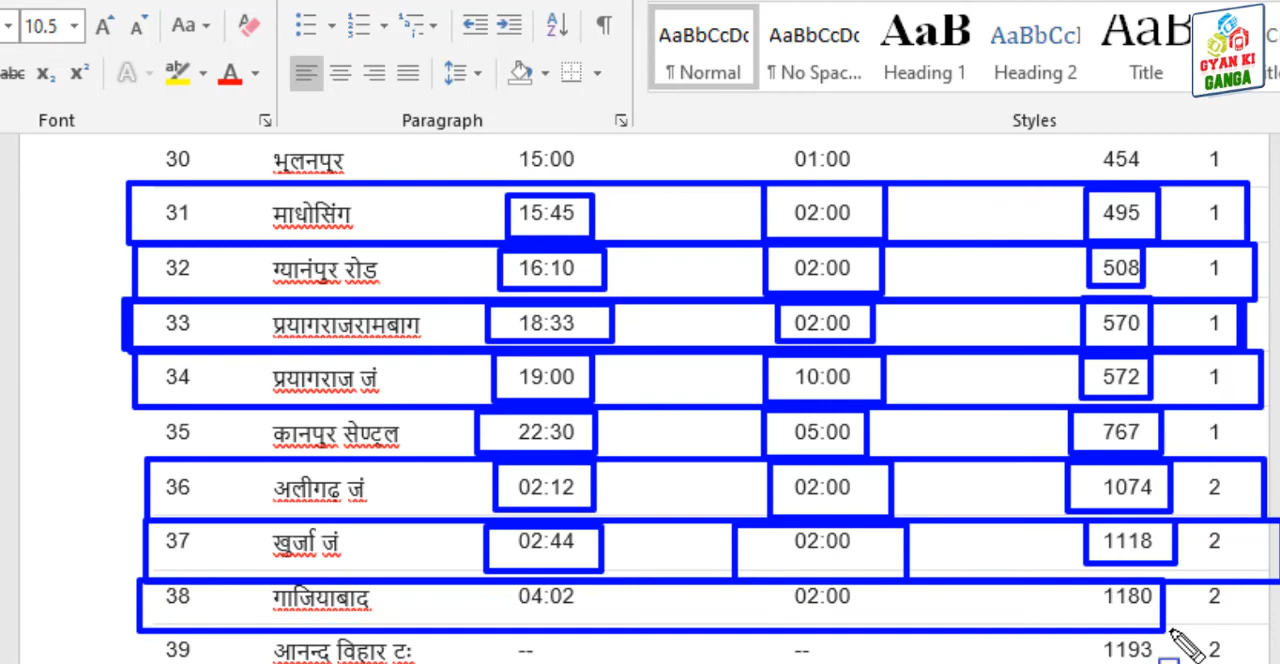 10.5 A A Aa A A Z ¶ AaBbCcDc AaBbCcDc AaB AaBbCcI AaB
abc X₂ X² A ab A ¶ Normal ¶ No Spac... Heading 1 Heading 2 Title
GYAN KI
GANGA
Font Paragraph Styles
30 भूलनपुर 15:00 01:00 454 1
31 माधोसिंग 15:45 02:00 495 1
32 ग्यानंपुर रोड 16:10 02:00 508 1
33 प्रयागराजरामबाग 18:33 02:00 570 1
34 प्रयागराज जं 19:00 10:00 572 1
35 कानपुर सेण्ट्रल 22:30 05:00 767 1
36 अलीगढ़ जं 02:12 02:00 1074 2
37 खुर्जा जं 02:44 02:00 1118 2
38 गाजियाबाद 04:02 02:00 1180 2
39 आनन्द विहार टः -- -- 1193 2